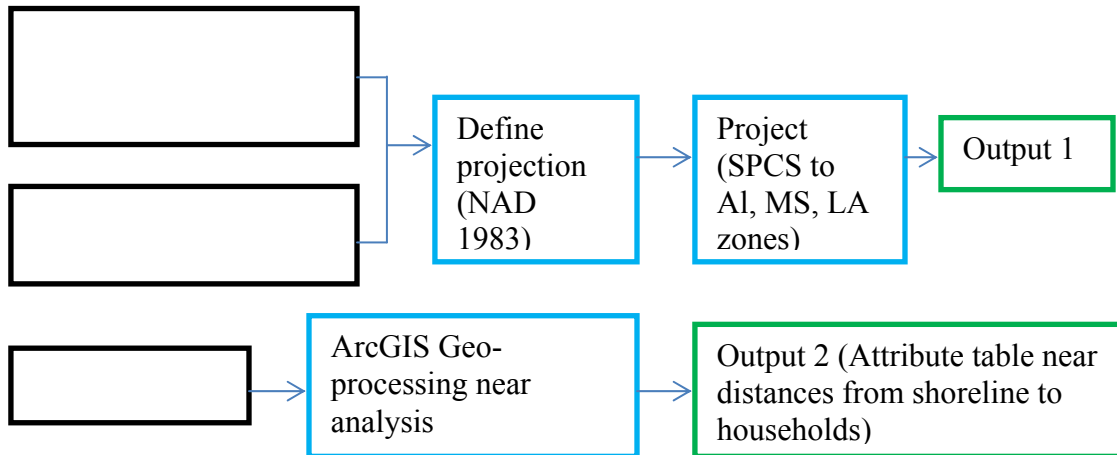 Define
projection
(NAD
1983)
Project
(SPCS to
Al, MS, LA
zones)
Output 1
ArcGIS Geo-
processing near
analysis
Output 2 (Attribute table near
distances from shoreline to
households)